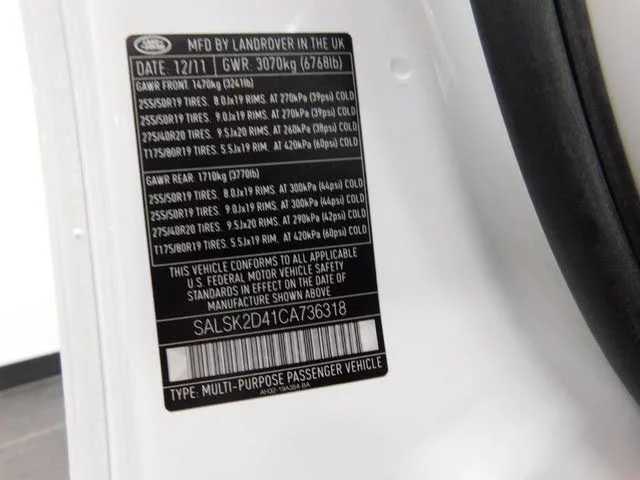 MFD BY LANDROVER IN THE UK
DATE: 12/11 GWR. 3070kg (6768lb)
GAWR FRONT. 1470kg (3241lb)
255/50R19 TIRES. 8.0Jx19 RIMS. AT 270kPa (39psi) COLD
255/50R19 TIRES. 9.0Jx19 RIMS. AT 270kPa (39psi) COLD
275/40R20 TIRES. 9.5Jx20 RIMS. AT 260kPa (38psi) COLD
T175/80R19 TIRES. 5.5Jx19 RIM. AT 420kPa (60psi) COLD
GAWR REAR. 1710kg (3770lb)
255/50R19 TIRES. 8.0Jx19 RIMS. AT 300kPa (44psi) COLD
255/50R19 TIRES. 9.0Jx19 RIMS. AT 300kPa (44psi) COLD
275/40R20 TIRES. 9.5Jx20 RIMS. AT 290kPa (42psi) COLD
T175/80R19 TIRES. 5.5Jx19 RIM. AT 420kPa (60psi) COLD
THIS VEHICLE CONFORMS TO ALL APPLICABLE
U.S. FEDERAL MOTOR VEHICLE SAFETY
STANDARDS IN EFFECT ON THE DATE OF
MANUFACTURE SHOWN ABOVE
SALSK2D41CA736318
TYPE: MULTI-PURPOSE PASSENGER VEHICLE
AH32-19A354-BA